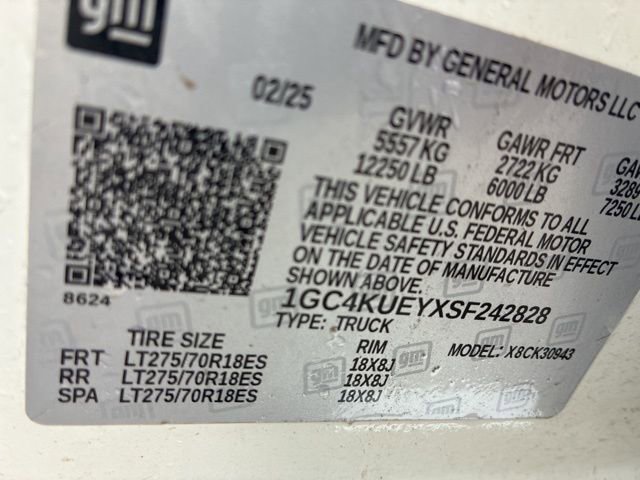 gm
MFD BY GENERAL MOTORS LLC
02/25
GVWR GAWR FRT
5557 KG 2722 KG
12250 LB 6000 LB 7250 LB
THIS VEHICLE CONFORMS TO ALL
APPLICABLE U.S. FEDERAL MOTOR
VEHICLE SAFETY STANDARDS IN EFFECT
ON THE DATE OF MANUFACTURE
SHOWN ABOVE.
8624
1GC4KUEYXSF242828
TYPE: TRUCK
MODEL: X8CK30943
TIRE SIZE RIM
FRT LT275/70R18ES 18X8J
RR LT275/70R18ES 18X8J
SPA LT275/70R18ES 18X8J